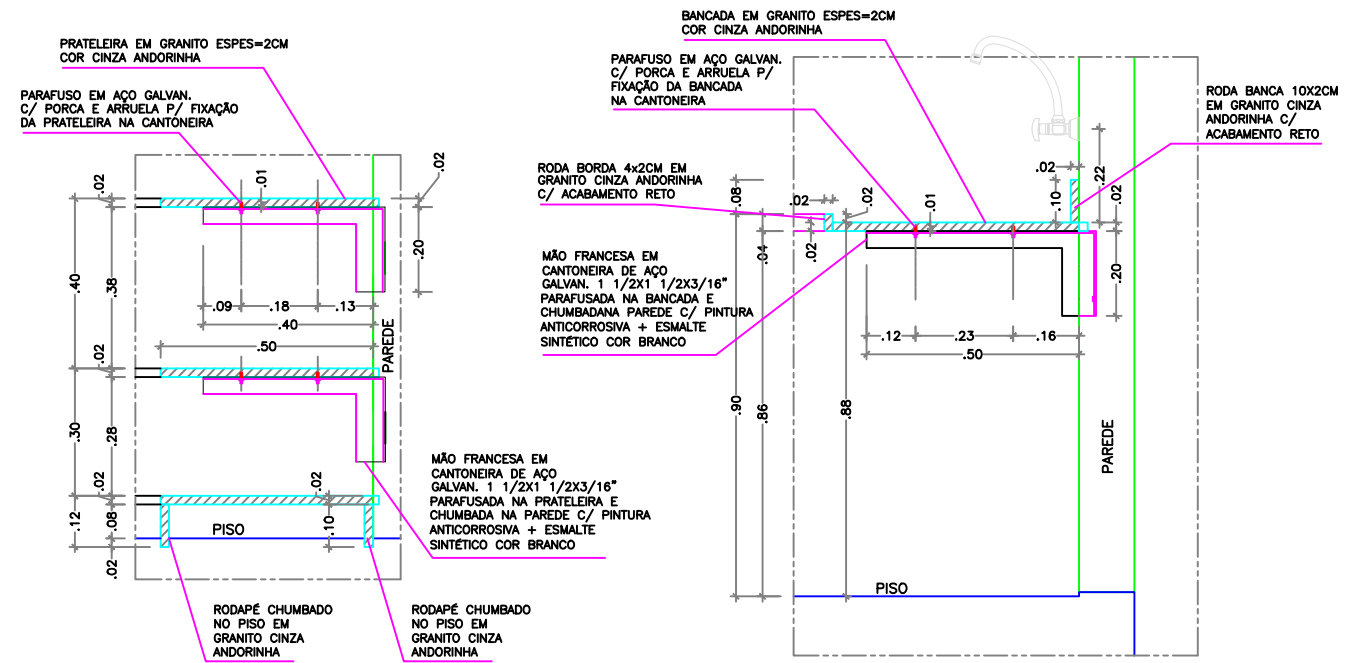 PRATELEIRA EM GRANITO ESPES=2CM
COR CINZA ANDORINHA
PARAFUSO EM AÇO GALVAN.
C/ PORCA E ARRUELA P/ FIXAÇÃO
DA PRATELEIRA NA CANTONEIRA
.02
.01
.02
.20
.40
.38
.09
.18
.13
.40
.50
PAREDE
.02
.30
.28
MÃO FRANCESA EM
CANTONEIRA DE AÇO
GALVAN. 1 1/2X1 1/2X3/16"
PARAFUSADA NA PRATELEIRA E
CHUMBADA NA PAREDE C/ PINTURA
ANTICORROSIVA + ESMALTE
SINTÉTICO COR BRANCO
.02
.02
.12
.08
.10
.02
PISO
RODAPÉ CHUMBADO
NO PISO EM
GRANITO CINZA
ANDORINHA
RODAPÉ CHUMBADO
NO PISO EM
GRANITO CINZA
ANDORINHA
BANCADA EM GRANITO ESPES=2CM
COR CINZA ANDORINHA
PARAFUSO EM AÇO GALVAN.
C/ PORCA E ARRUELA P/
FIXAÇÃO DA BANCADA
NA CANTONEIRA
RODA BANCA 10X2CM
EM GRANITO CINZA
ANDORINHA C/
ACABAMENTO RETO
RODA BORDA 4x2CM EM
GRANITO CINZA ANDORINHA
C/ ACABAMENTO RETO
.02
.22
.08
.02
.02
.01
.10
.02
.04
.02
.20
MÃO FRANCESA EM
CANTONEIRA DE AÇO
GALVAN. 1 1/2X1 1/2X3/16"
PARAFUSADA NA BANCADA E
CHUMBADANA PAREDE C/ PINTURA
ANTICORROSIVA + ESMALTE
SINTÉTICO COR BRANCO
.12
.23
.16
.50
.90
.86
.88
PAREDE
PISO